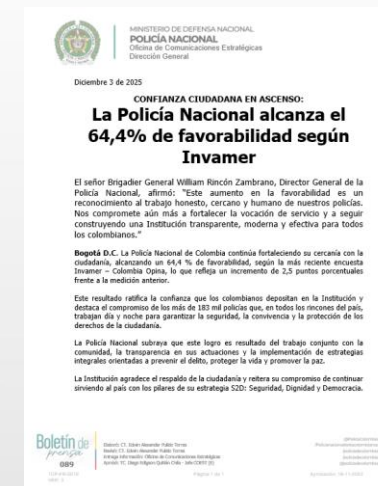 MINISTERIO DE DEFENSA NACIONAL
POLICÍA NACIONAL
Oficina de Comunicaciones Estratégicas
Dirección General
Diciembre 3 de 2025
CONFIANZA CIUDADANA EN ASCENSO:
La Policía Nacional alcanza el
64,4% de favorabilidad según
Invamer
El señor Brigadier General William Rincón Zambrano, Director General de la
Policía Nacional, afirmó: "Este aumento en la favorabilidad es un
reconocimiento al trabajo honesto, cercano y humano de nuestros policías.
Nos compromete aún más a fortalecer la vocación de servicio y a seguir
construyendo una Institución transparente, moderna y efectiva para todos
los colombianos."
Bogotá D.C. La Policía Nacional de Colombia continúa fortaleciendo su cercanía con la
ciudadanía, alcanzando un 64,4 % de favorabilidad, según la más reciente encuesta
Invamer – Colombia Opina, lo que refleja un incremento de 2,5 puntos porcentuales
frente a la medición anterior.
Este resultado ratifica la confianza que los colombianos depositan en la Institución y
destaca el compromiso de los más de 183 mil policías que, en todos los rincones del país,
trabajan día y noche para garantizar la seguridad, la convivencia y la protección de los
derechos de la ciudadanía.
La Policía Nacional subraya que este logro es resultado del trabajo conjunto con la
comunidad, la transparencia en sus actuaciones y la implementación de estrategias
integrales orientadas a prevenir el delito, proteger la vida y promover la paz.
La Institución agradece el respaldo de la ciudadanía y reitera su compromiso de continuar
sirviendo al país con los pilares de su estrategia S2D: Seguridad, Dignidad y Democracia.
Boletín de
prensa
089
Página 1 de 1